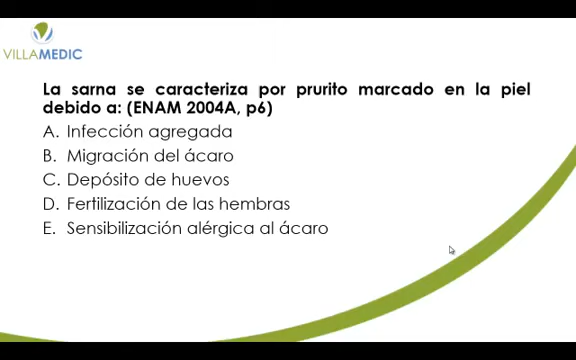 VILLAMEDIC
La sarna se caracteriza por prurito marcado en la piel
debido a: (ENAM 2004A, p6)
A. Infección agregada
B. Migración del ácaro
C. Depósito de huevos
D. Fertilización de las hembras
E. Sensibilización alérgica al ácaro